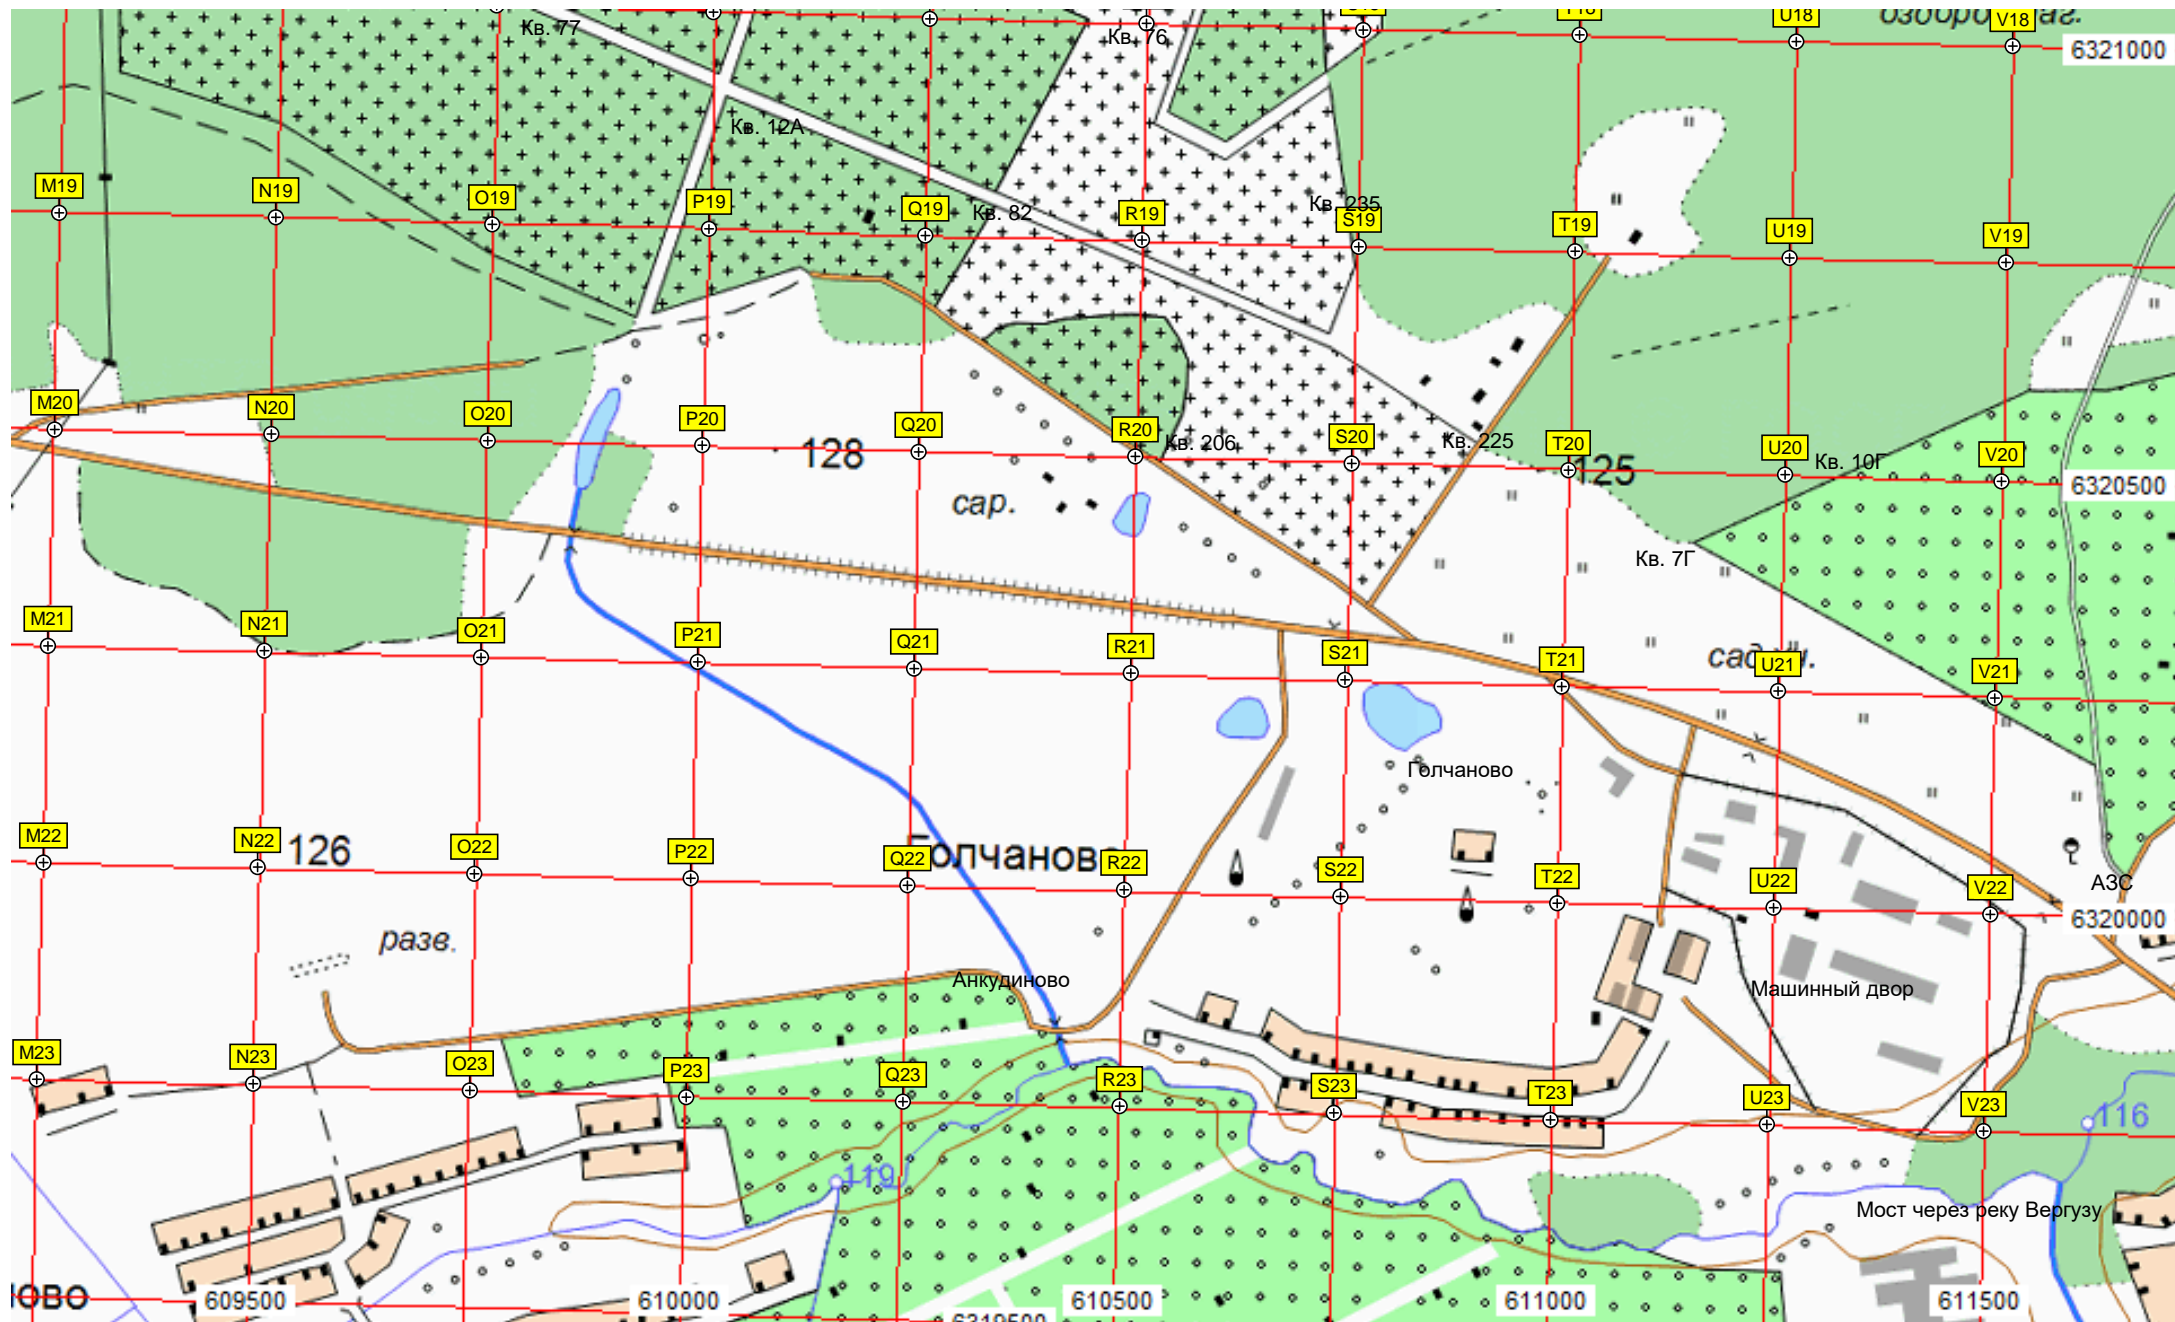 U18
V18
6321000
Кв. 77
Кв. 76
Кв. 12А
M19
N19
O19
P19
Q19
Кв. 82
R19
Кв. 235
S19
T19
U19
V19
M20
N20
O20
P20
128
Q20
R20
Кв. 206
S20
Кв. 225
T20
125
U20
Кв. 10Г
V20
6320500
сар.
Кв. 7Г
M21
N21
O21
P21
Q21
R21
S21
T21
U21
V21
Голчаново
M22
N22
126
O22
P22
Q22
Голчаново
R22
S22
T22
U22
V22
АЗС
6320000
разв.
Анкудиново
Машинный двор
M23
N23
O23
P23
Q23
R23
S23
T23
U23
V23
116
119
Мост через реку Вергузу
ово
609500
610000
610500
611000
611500
6319500